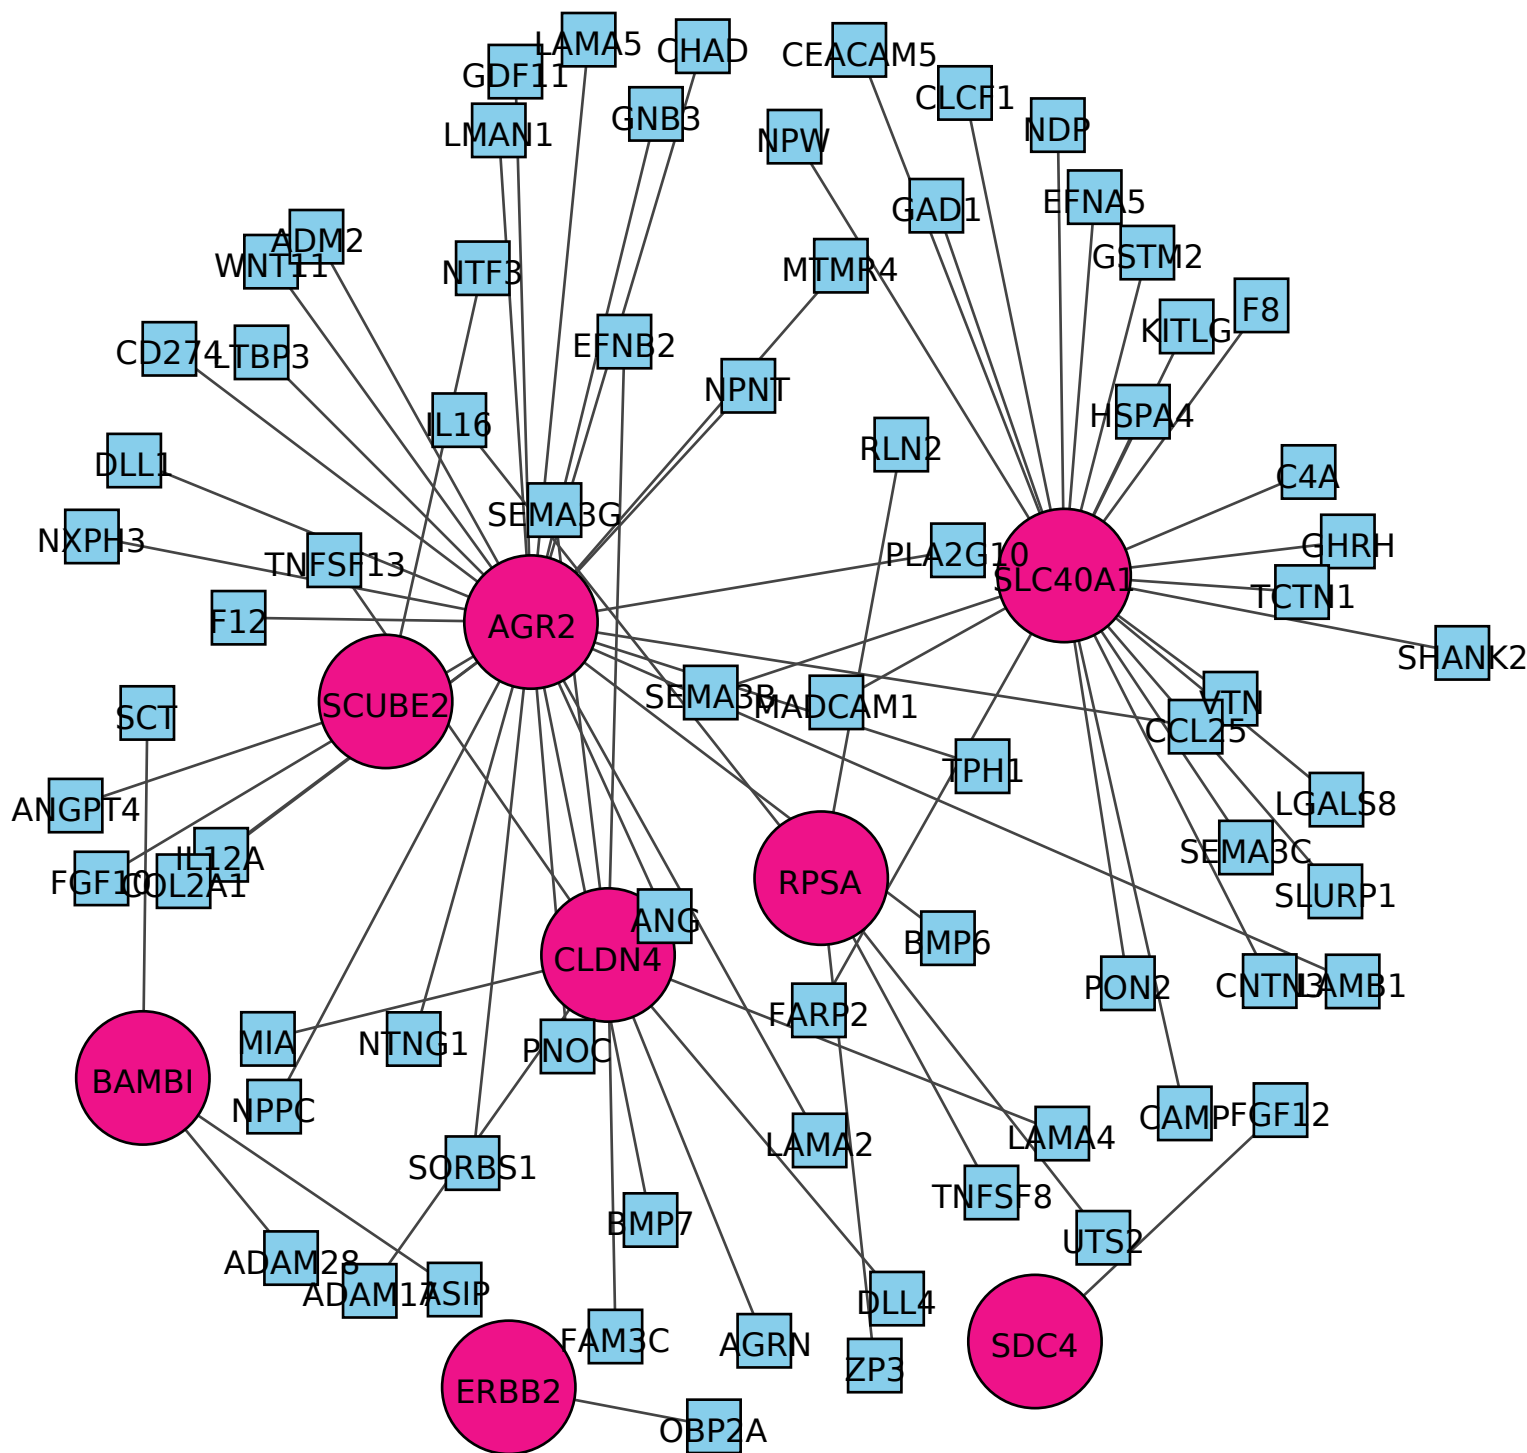 LAMA5
CHAD
CEACAM5
GDF11
CLCF1
GNB3
NDP
LMAN1
NPW
EFNA5
GAD1
ADM2
GSTM2
WNT11
NTF3
MTMR4
F8
KITLG
CD274
LTBP3
EFNB2
NPNT
HSPA4
IL16
RLN2
DLL1
C4A
SEMA3G
NXPH3
TNFSF13
PLA2G10
GHRH
SLC40A1
TCTN1
F12
AGR2
SHANK2
SCUBE2
SEMA3B
MADCAM1
VTN
SCT
CCL25
TPH1
ANGPT4
LGALS8
IL12A
SEMA3C
FGF10
COL2A1
RPSA
SLURP1
ANG
BMP6
CLDN4
PON2
CNTN3
LAMB1
FARP2
MIA
NTNG1
PNOC
BAMBI
NPPC
CAMP
FGF12
LAMA2
LAMA4
SORBS1
TNFSF8
BMP7
UTS2
ADAM28
ADAM17
ASIP
DLL4
FAM3C
AGRN
SDC4
ZP3
ERBB2
OBP2A